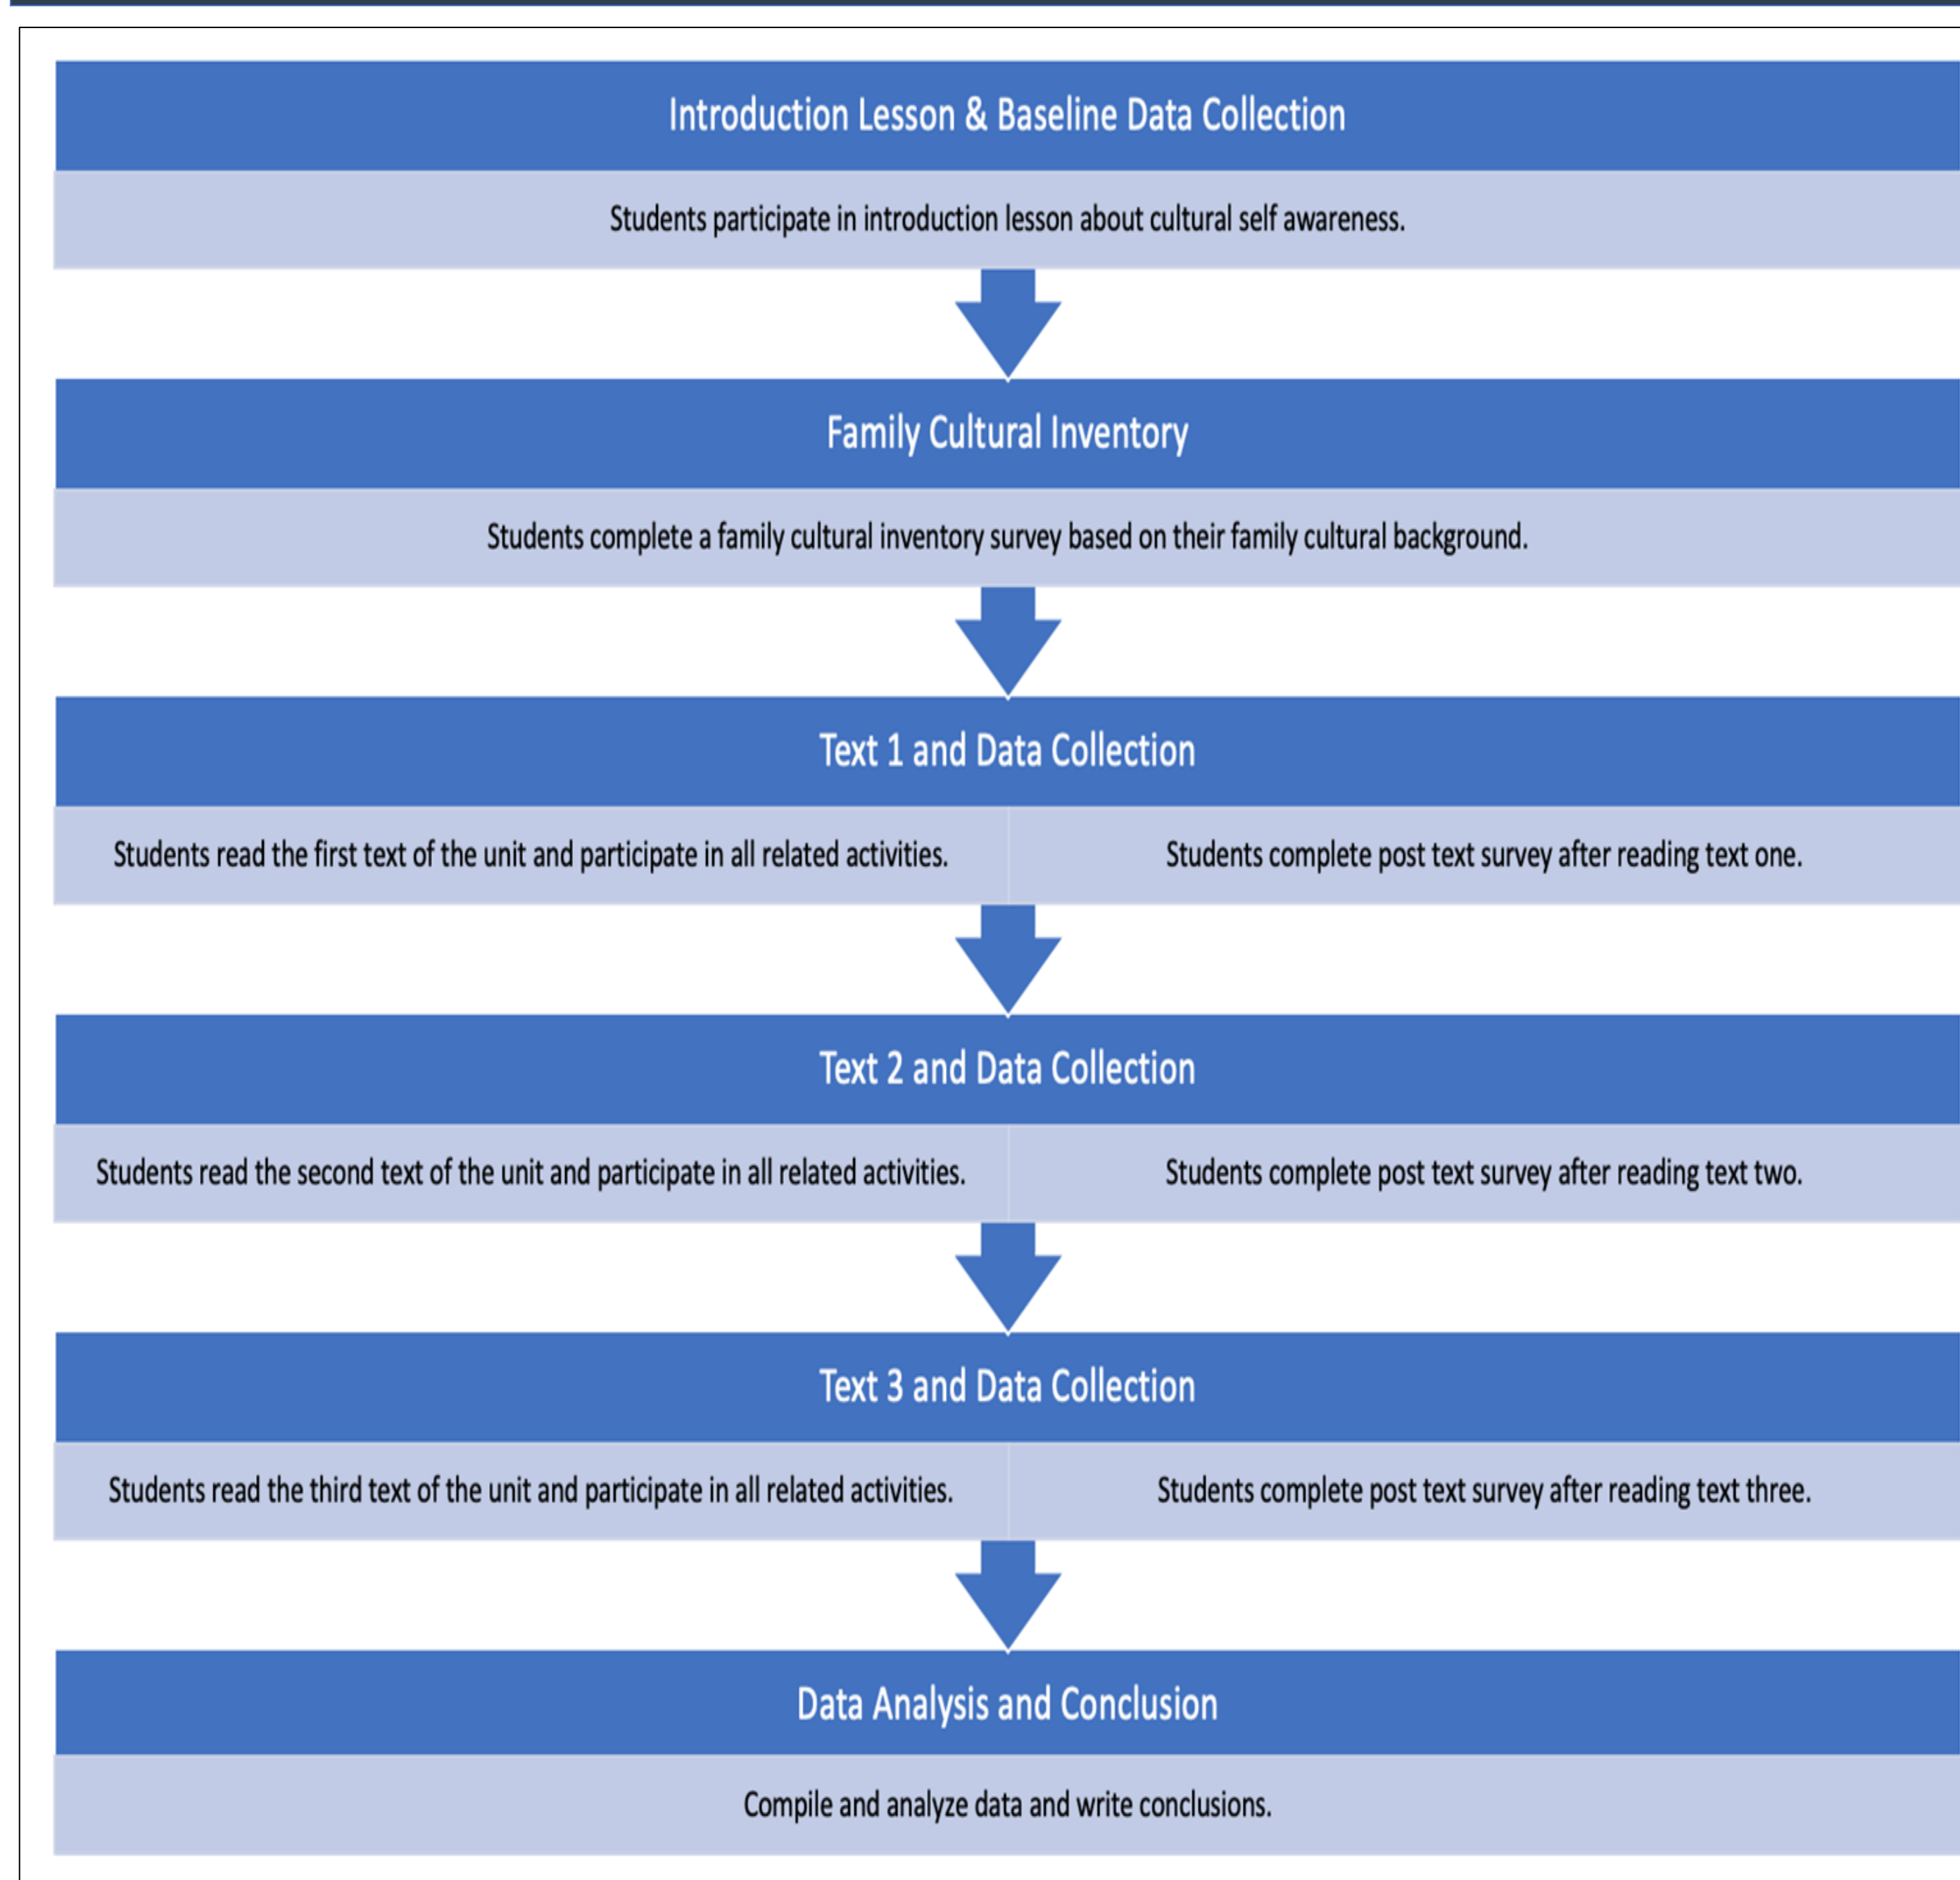 Introduction Lesson & Baseline Data Collection
Students participate in introduction lesson about cultural self awareness.
Family Cultural Inventory
Students complete a family cultural inventory survey based on their family cultural background.
Text 1 and Data Collection
Students read the first text of the unit and participate in all related activities.
Students complete post text survey after reading text one.
Text 2 and Data Collection
Students read the second text of the unit and participate in all related activities.
Students complete post text survey after reading text two.
Text 3 and Data Collection
Students read the third text of the unit and participate in all related activities.
Students complete post text survey after reading text three.
Data Analysis and Conclusion
Compile and analyze data and write conclusions.